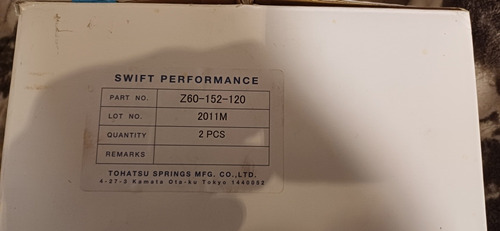 SWIFT PERFORMANCE
PART NO. Z60-152-120
LOT NO. 2011M
QUANTITY 2 PCS
REMARKS
TOHATSU SPRINGS MFG. CO.,LTD.
4-27-3 Kamata Ota-ku Tokyo 1440052